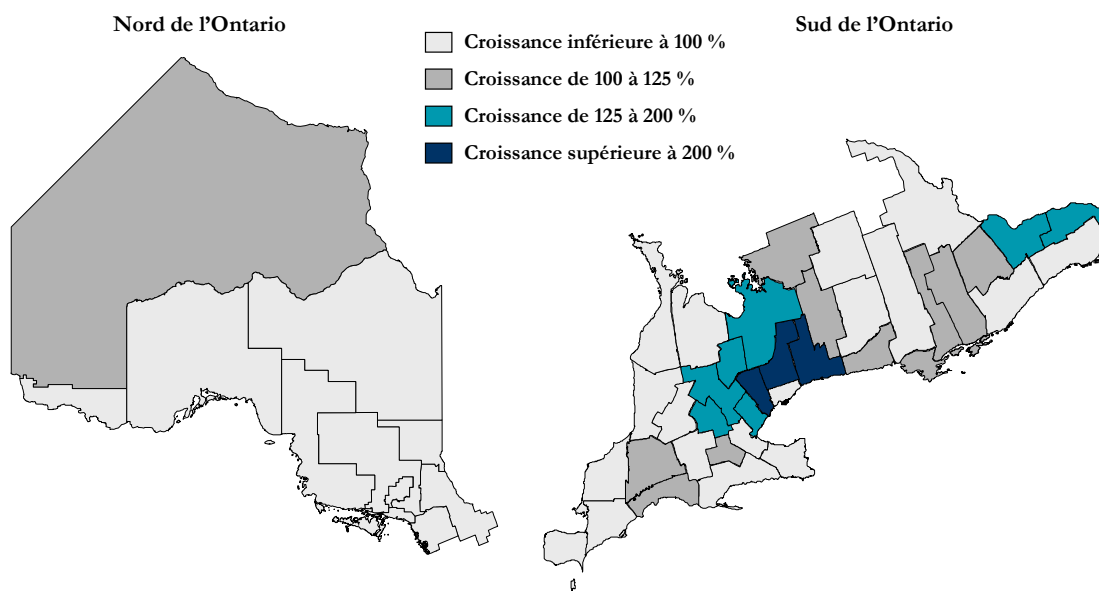 Nord de l’Ontario
Sud de l’Ontario
Croissance inférieure à 100 %
Croissance de 100 à 125 %
Croissance de 125 à 200 %
Croissance supérieure à 200 %